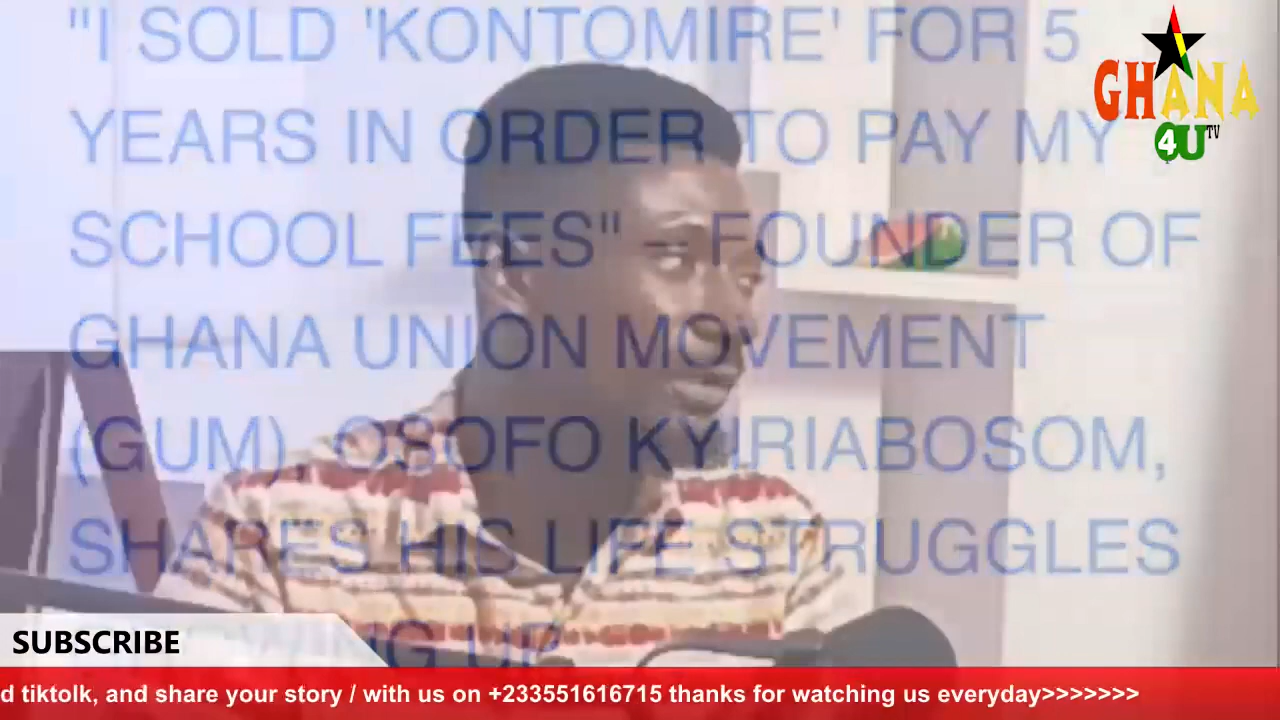 "I SOLD 'KONTOMIRE' FOR 5
YEARS IN ORDER TO PAY MY
SCHOOL FEES" - FOUNDER OF
GHANA UNION MOVEMENT
(GUM), OSOFO KYIRIABOSOM,
SHARES HIS LIFE STRUGGLES
UP
GHANA
4U TV
SUBSCRIBE
d tiktolk, and share your story / with us on +233551616715 thanks for watching us everyday>>>>>>>